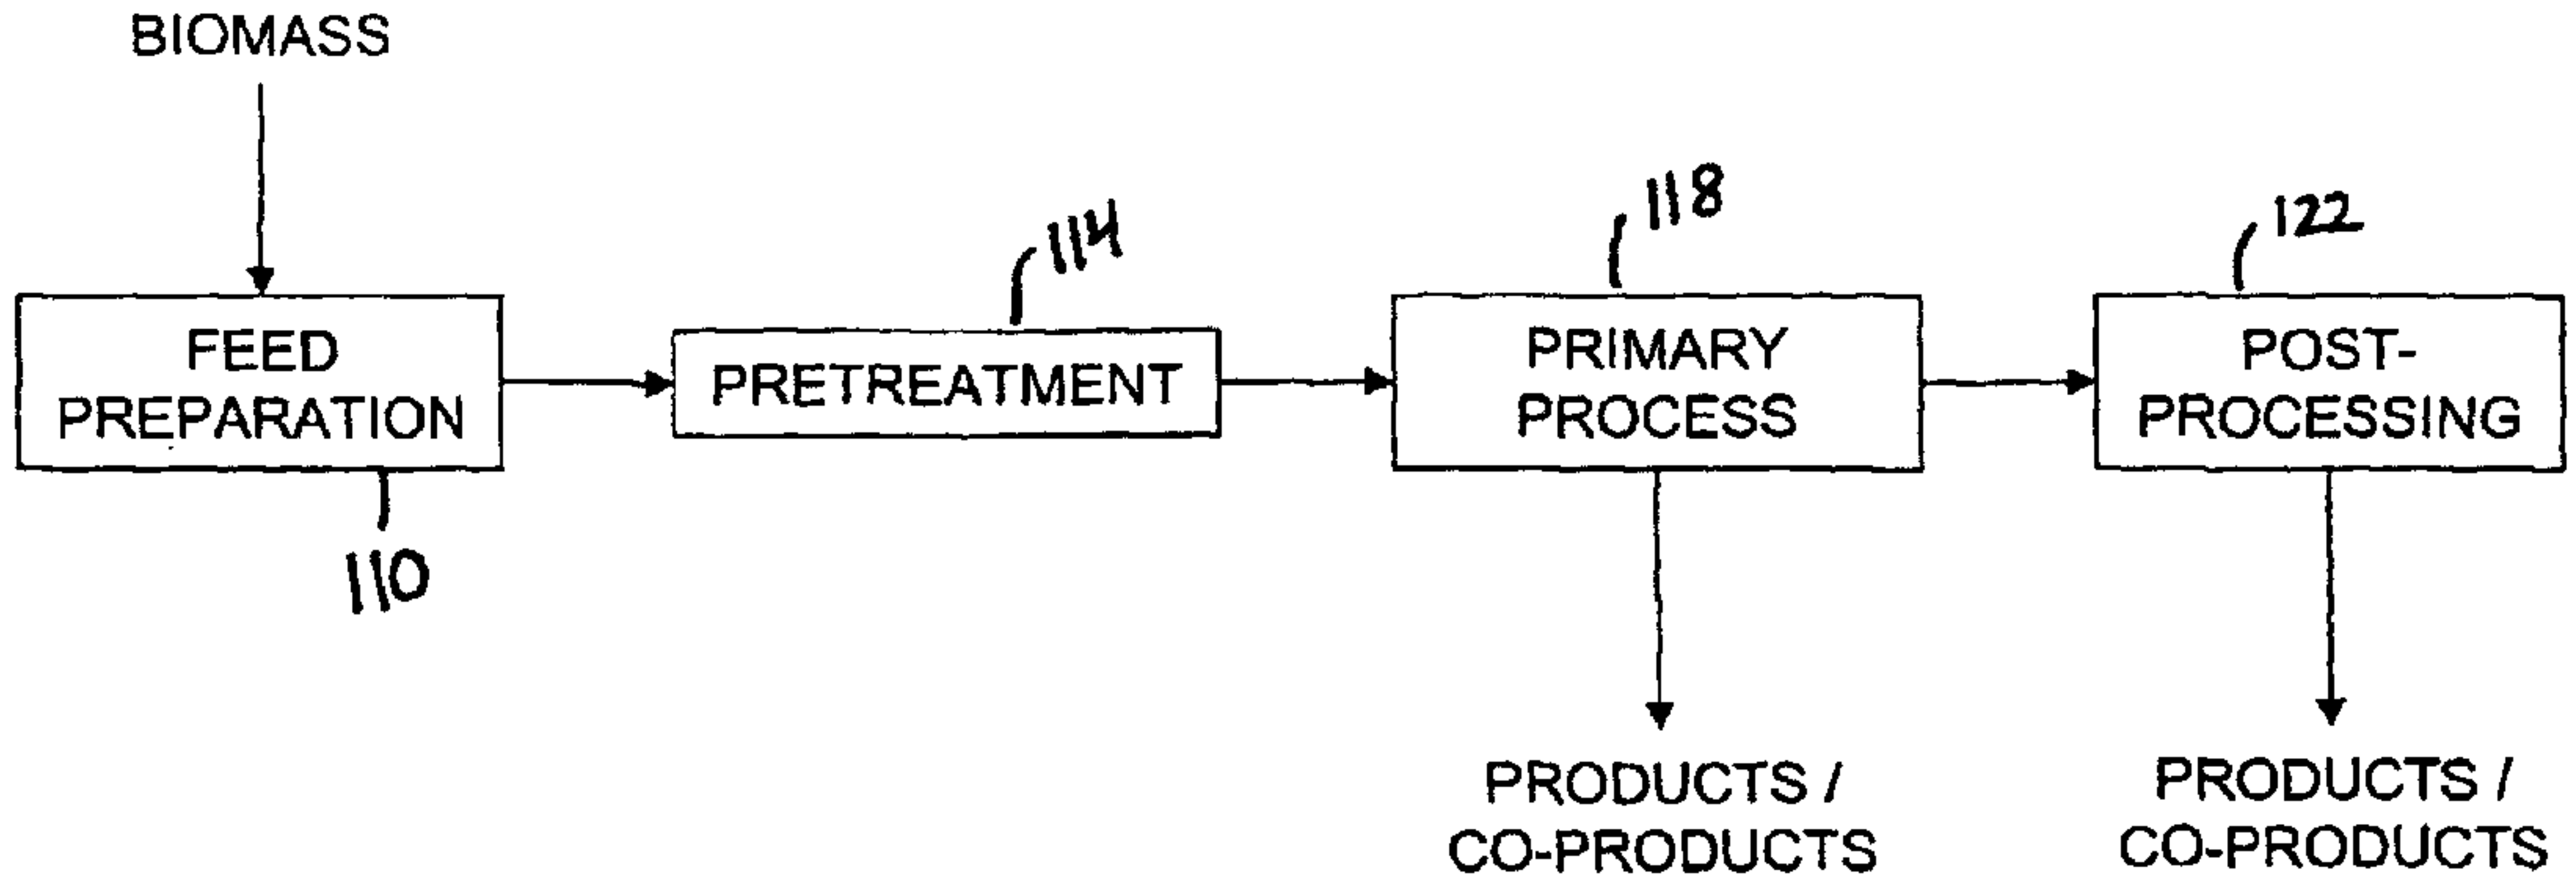 BIOMASS
FEED
PREPARATION
110
PRETREATMENT
114
PRIMARY
PROCESS
118
POST-
PROCESSING
122
PRODUCTS /
CO-PRODUCTS
PRODUCTS /
CO-PRODUCTS